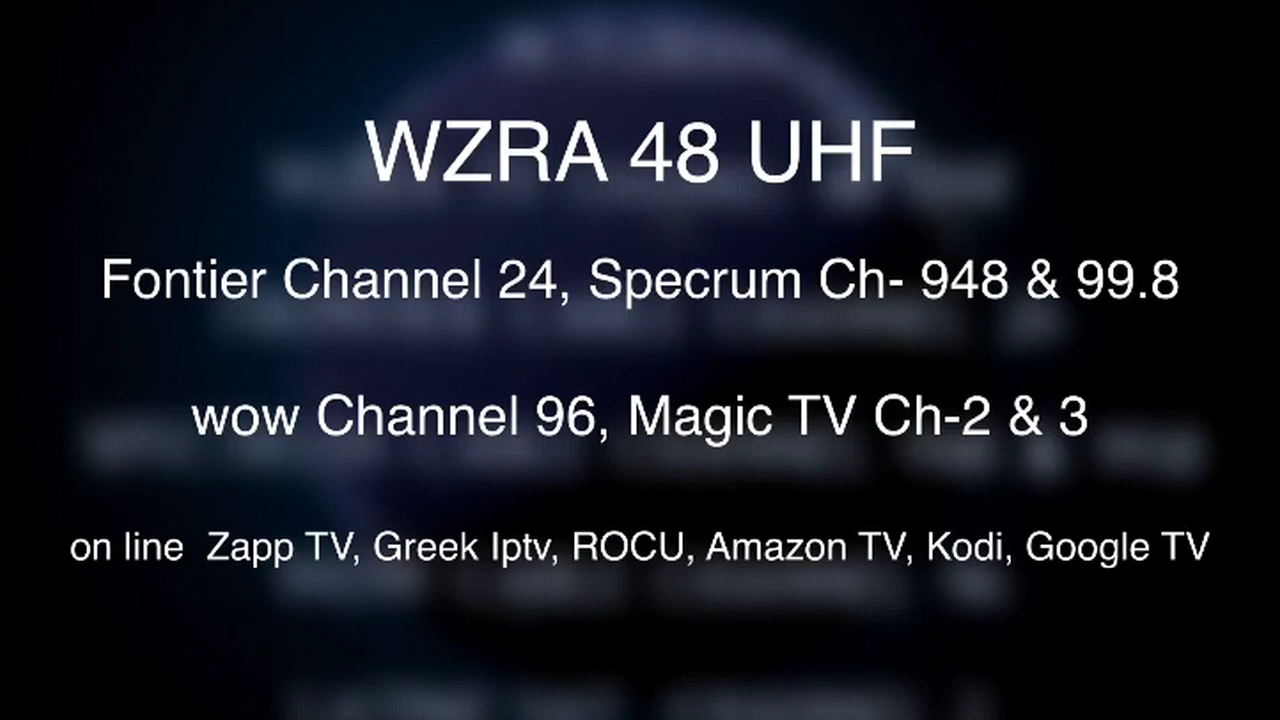 WZRA 48 UHF
Fontier Channel 24, Specrum Ch- 948 & 99.8
wow Channel 96, Magic TV Ch-2 & 3
on line  Zapp TV, Greek Iptv, ROCU, Amazon TV, Kodi, Google TV